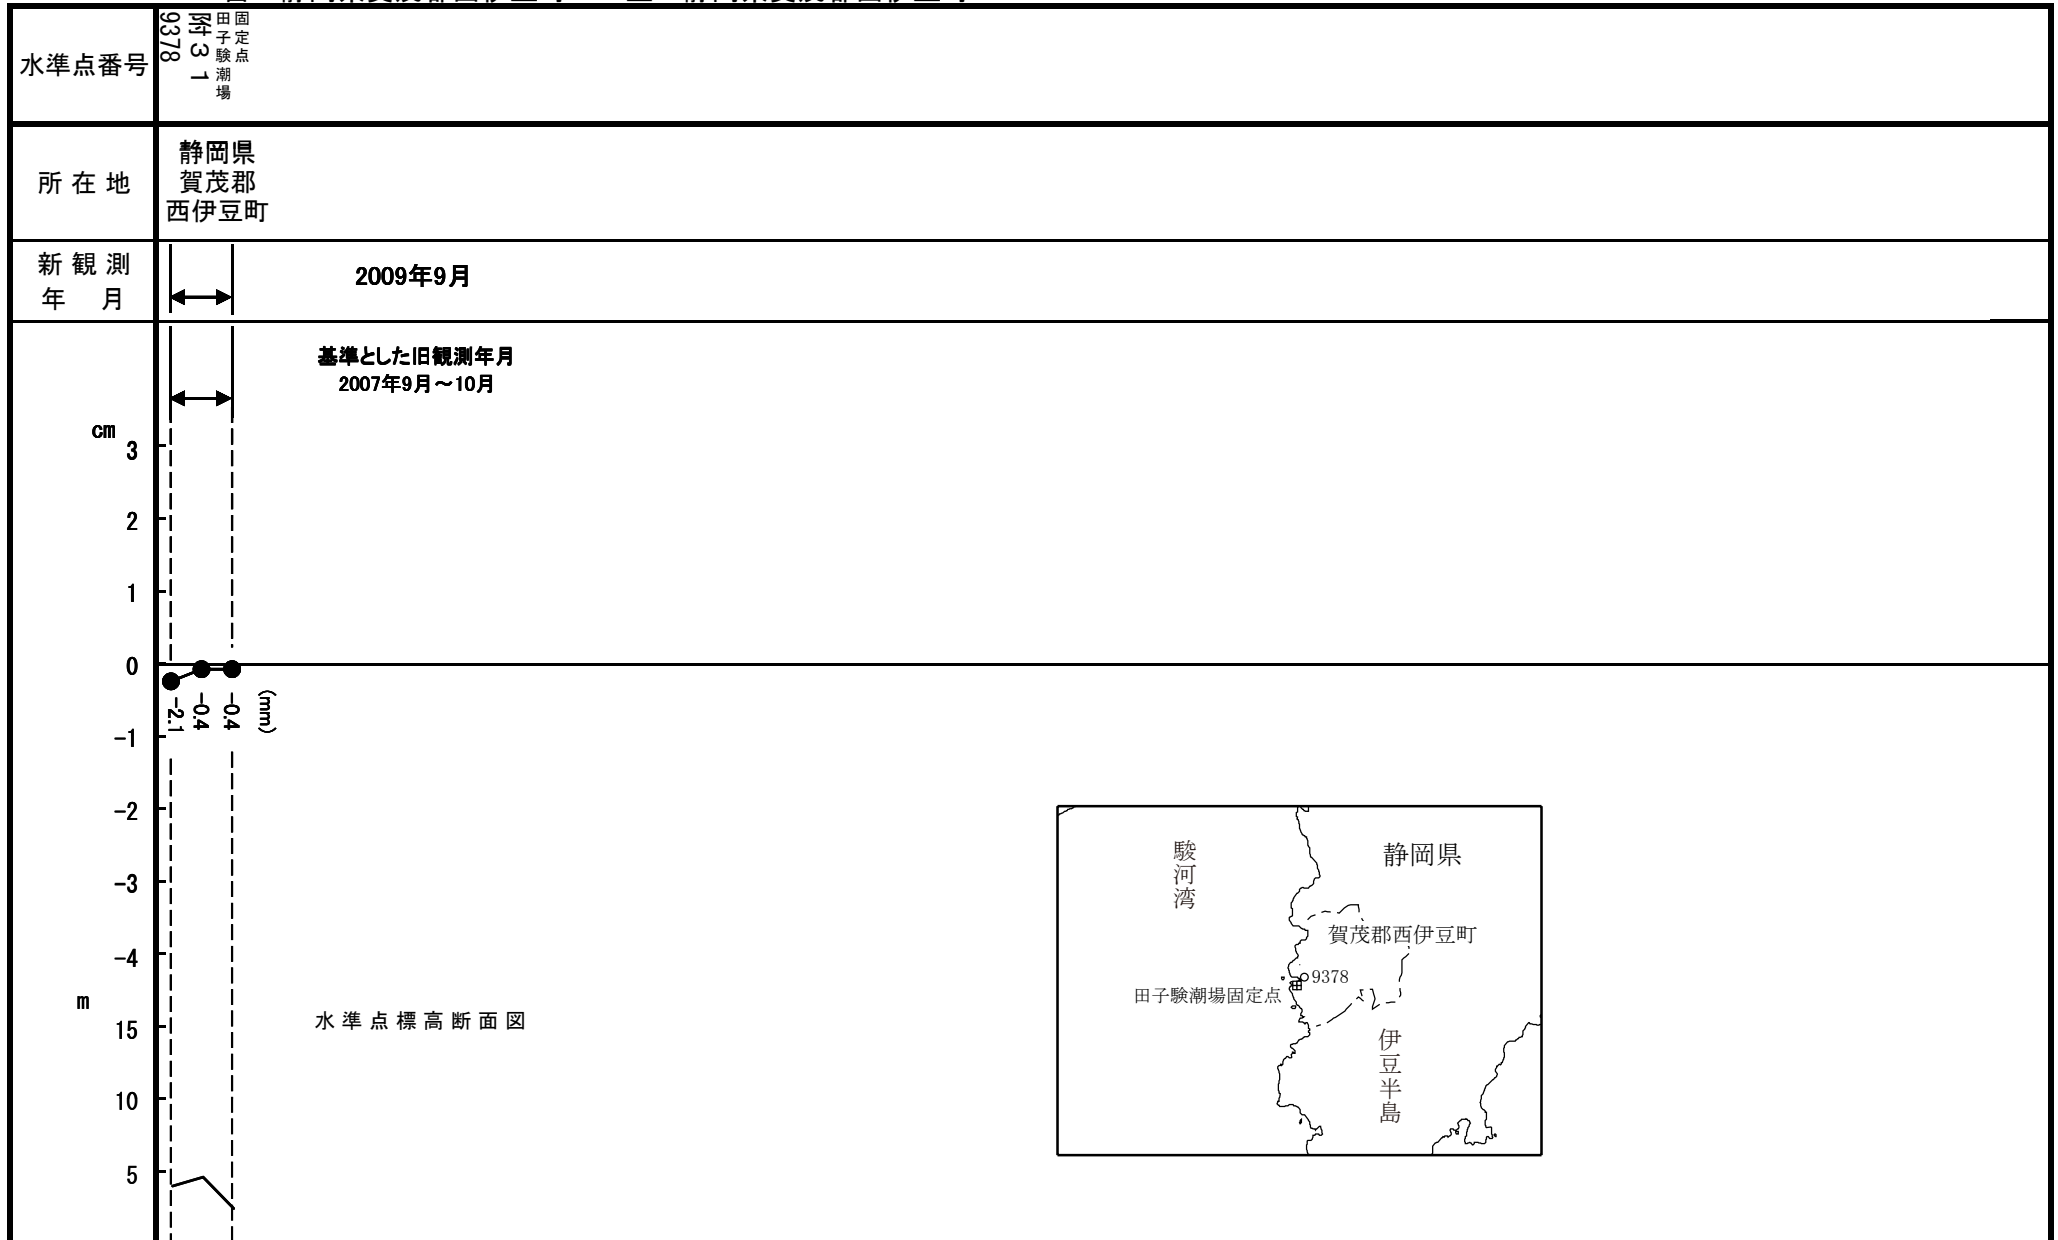 水準点番号
9378
附31
田子験潮場
固定点
所在地
静岡県
賀茂郡
西伊豆町
新観測
年 月
2009年9月
基準とした旧観測年月
2007年9月～10月
cm
3
2
1
0
-1
-2
-3
-4
-2.1
-0.4
-0.4
(mm)
m
15
10
5
水準点標高断面図
駿河湾
静岡県
賀茂郡西伊豆町
9378
田子験潮場固定点
伊豆半島